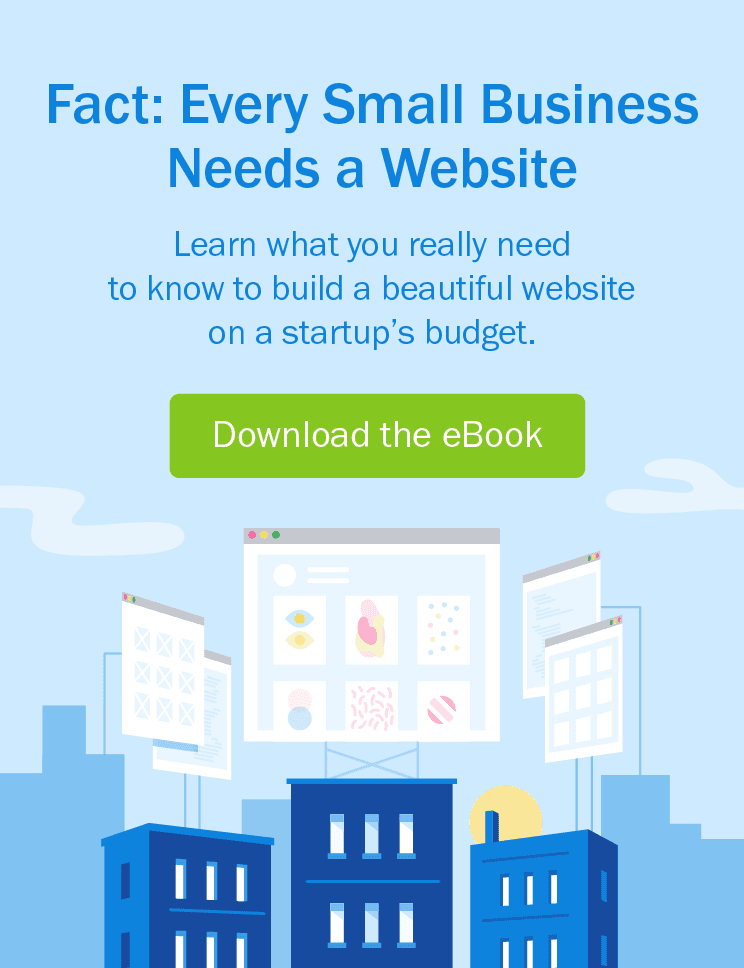 Fact: Every Small Business
Needs a Website
Learn what you really need
to know to build a beautiful website
on a startup’s budget.
Download the eBook